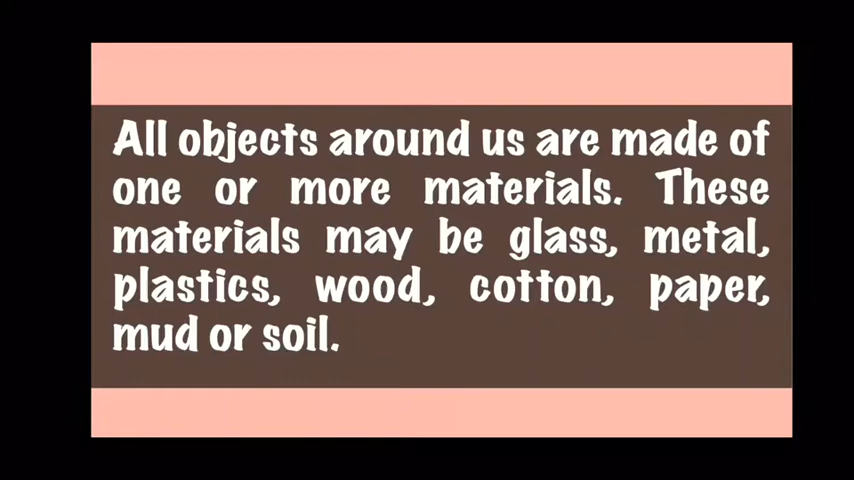 All objects around us are made of
one or more materials. These
materials may be glass, metal,
plastics, wood, cotton, paper,
mud or soil.